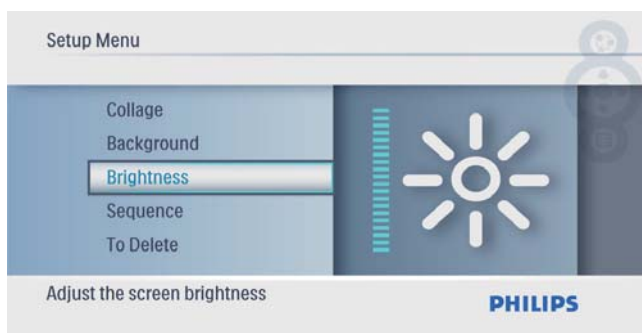 Setup Menu
Collage
Background
Brightness
Sequence
To Delete
Adjust the screen brightness
PHILIPS